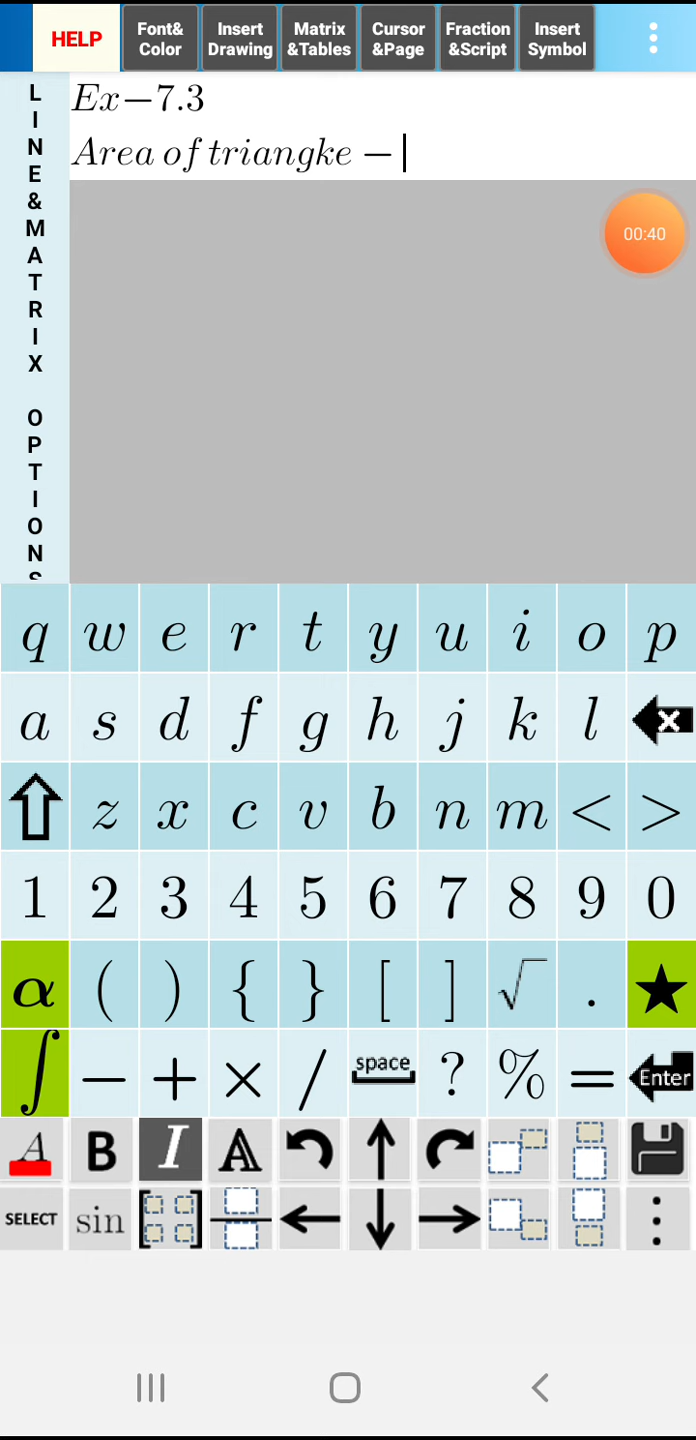 HELP
Font& Color
Insert Drawing
Matrix &Tables
Cursor &Page
Fraction &Script
Insert Symbol
LINE&MATRIX OPTIONS
Ex−7.3
Area of triangke −
00:40
q w e r t y u i o p
a s d f g h j k l
z x c v b n m < >
1 2 3 4 5 6 7 8 9 0
α ( ) { } [ ] √ . ★
∫ − + × / space ? % = Enter
A B I A
SELECT sin